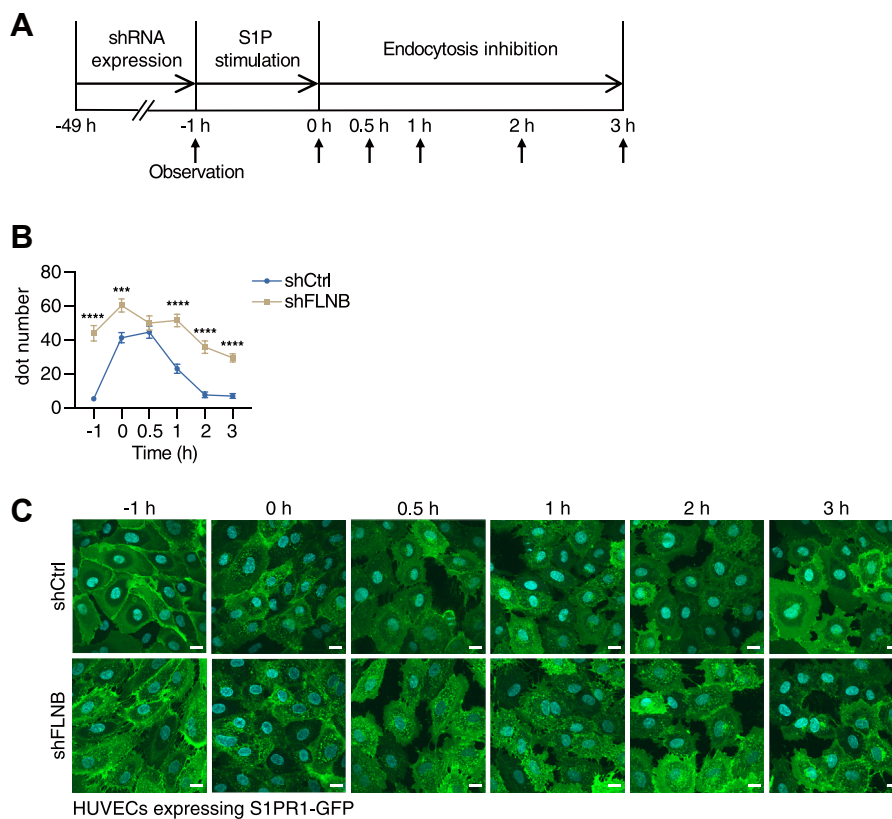 A
shRNA
expression
S1P
stimulation
Endocytosis inhibition
-49 h
-1 h
0 h
0.5 h
1 h
2 h
3 h
Observation
B
80
60
40
20
0
dot number
****
***
****
****
****
shCtrl
shFLNB
-1 0 0.5 1 2 3
Time (h)
C
-1 h 0 h 0.5 h 1 h 2 h 3 h
shCtrl
shFLNB
HUVECs expressing S1PR1-GFP